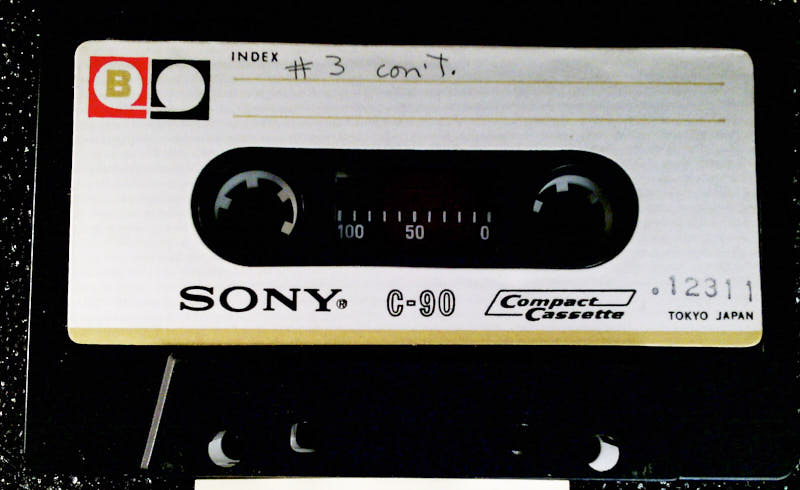 B
INDEX # 3 con't.
100 50 0
SONY® C-90 Compact Cassette
12311
TOKYO JAPAN